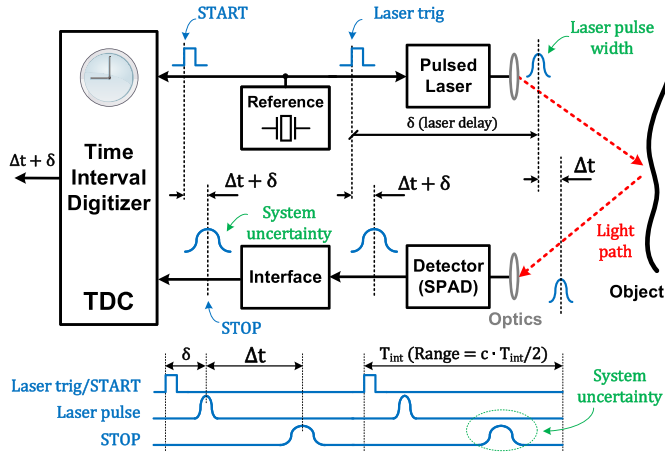 START
Laser trig
Laser pulse
width
Pulsed
Laser
Reference
δ (laser delay)
Time
Interval
Digitizer
Δt + δ
Δt + δ
Δt + δ
Δt
System
uncertainty
Light
path
Interface
Detector
(SPAD)
TDC
Object
Optics
STOP
δ
Δt
Tint (Range = c · Tint/2)
System
uncertainty
Laser trig/START
Laser pulse
STOP